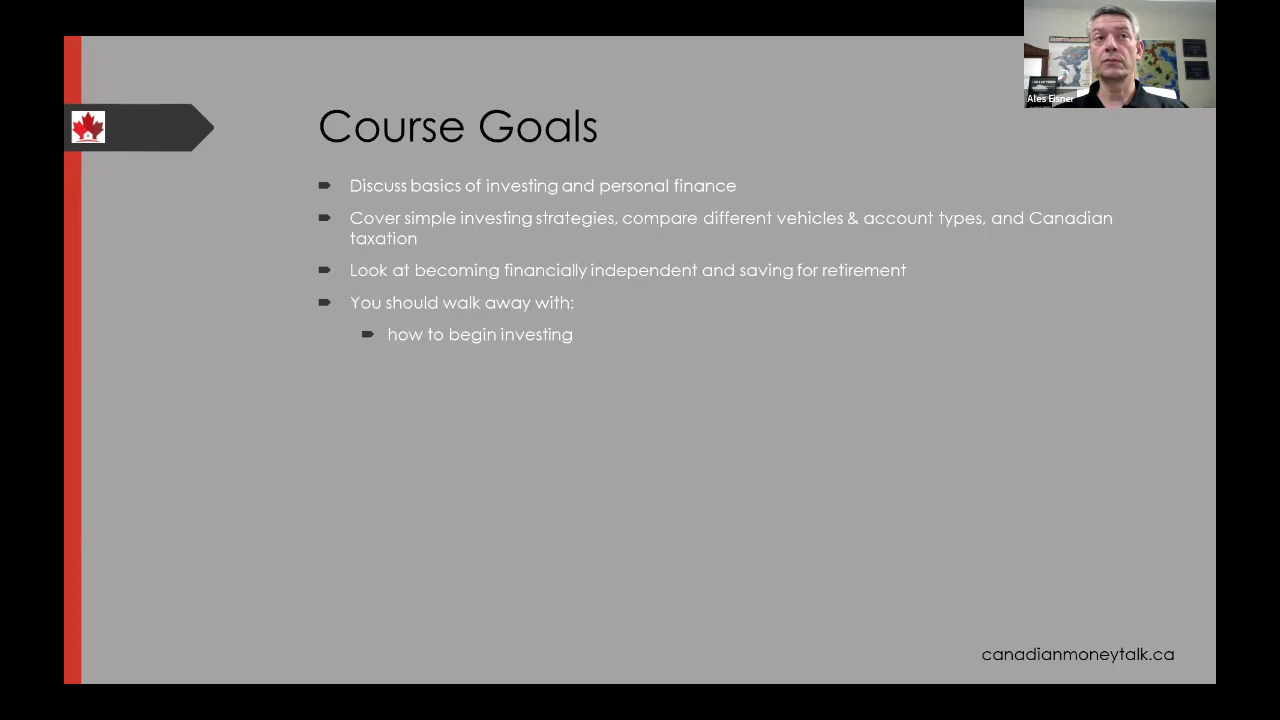 Ales Eisner
Course Goals
Discuss basics of investing and personal finance
Cover simple investing strategies, compare different vehicles & account types, and Canadian
taxation
Look at becoming financially independent and saving for retirement
You should walk away with:
how to begin investing
canadianmoneytalk.ca